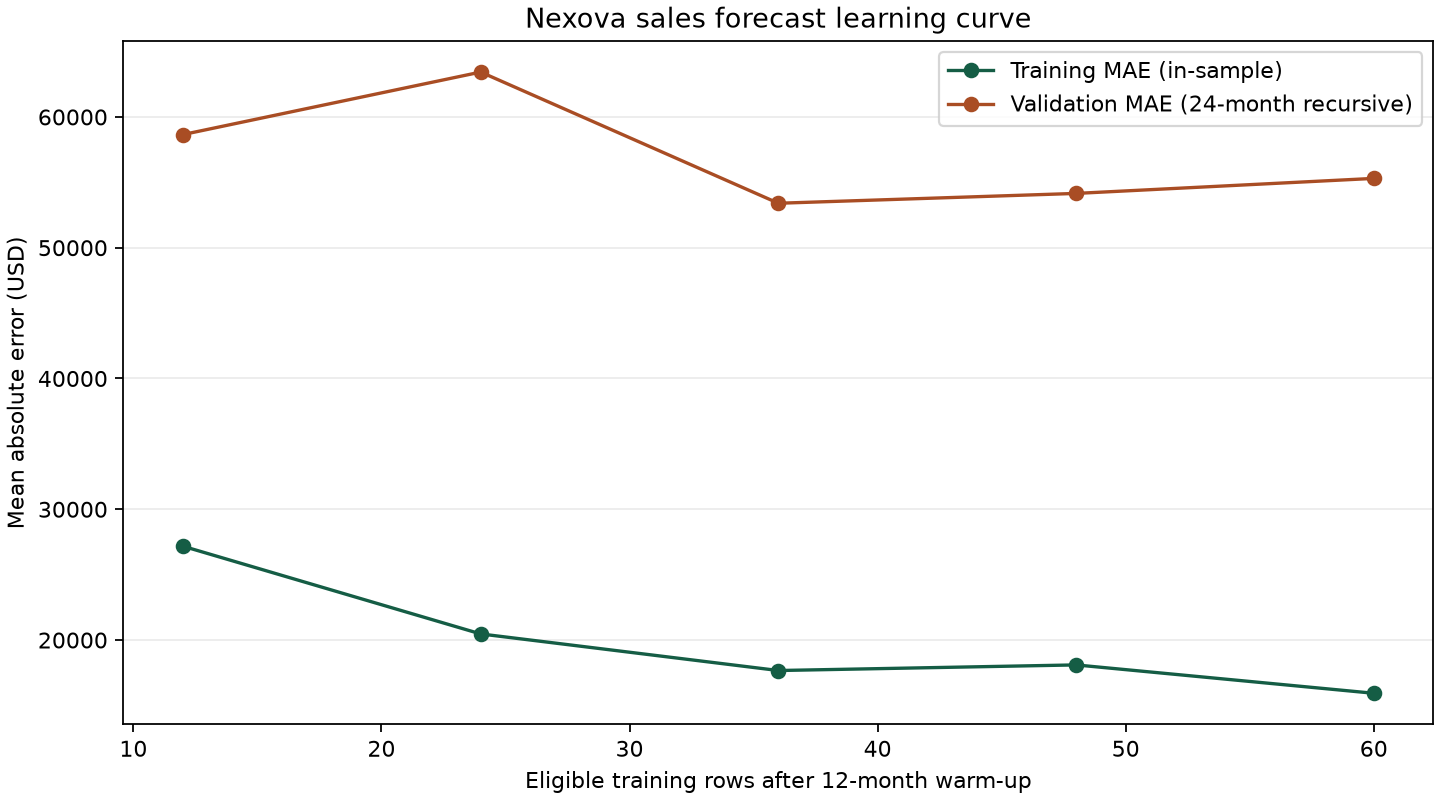 Nexova sales forecast learning curve
Training MAE (in-sample)
Validation MAE (24-month recursive)
Mean absolute error (USD)
60000
50000
40000
30000
20000
10 20 30 40 50 60
Eligible training rows after 12-month warm-up